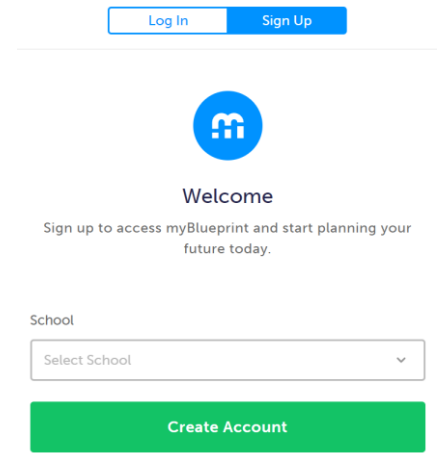 Log In
Sign Up
Welcome
Sign up to access myBlueprint and start planning your
future today.
School
Select School
Create Account